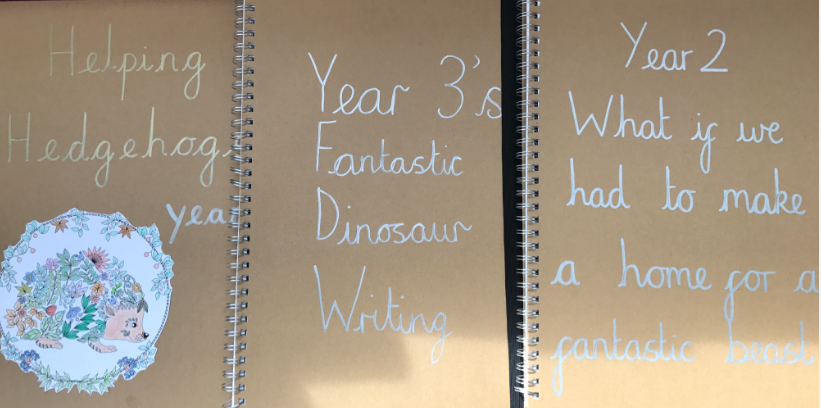 Helping
Hedgehogs
year
Year 3's
Fantastic
Dinosaur
Writing
Year 2
What if we
had to make
a home for a
fantastic beast